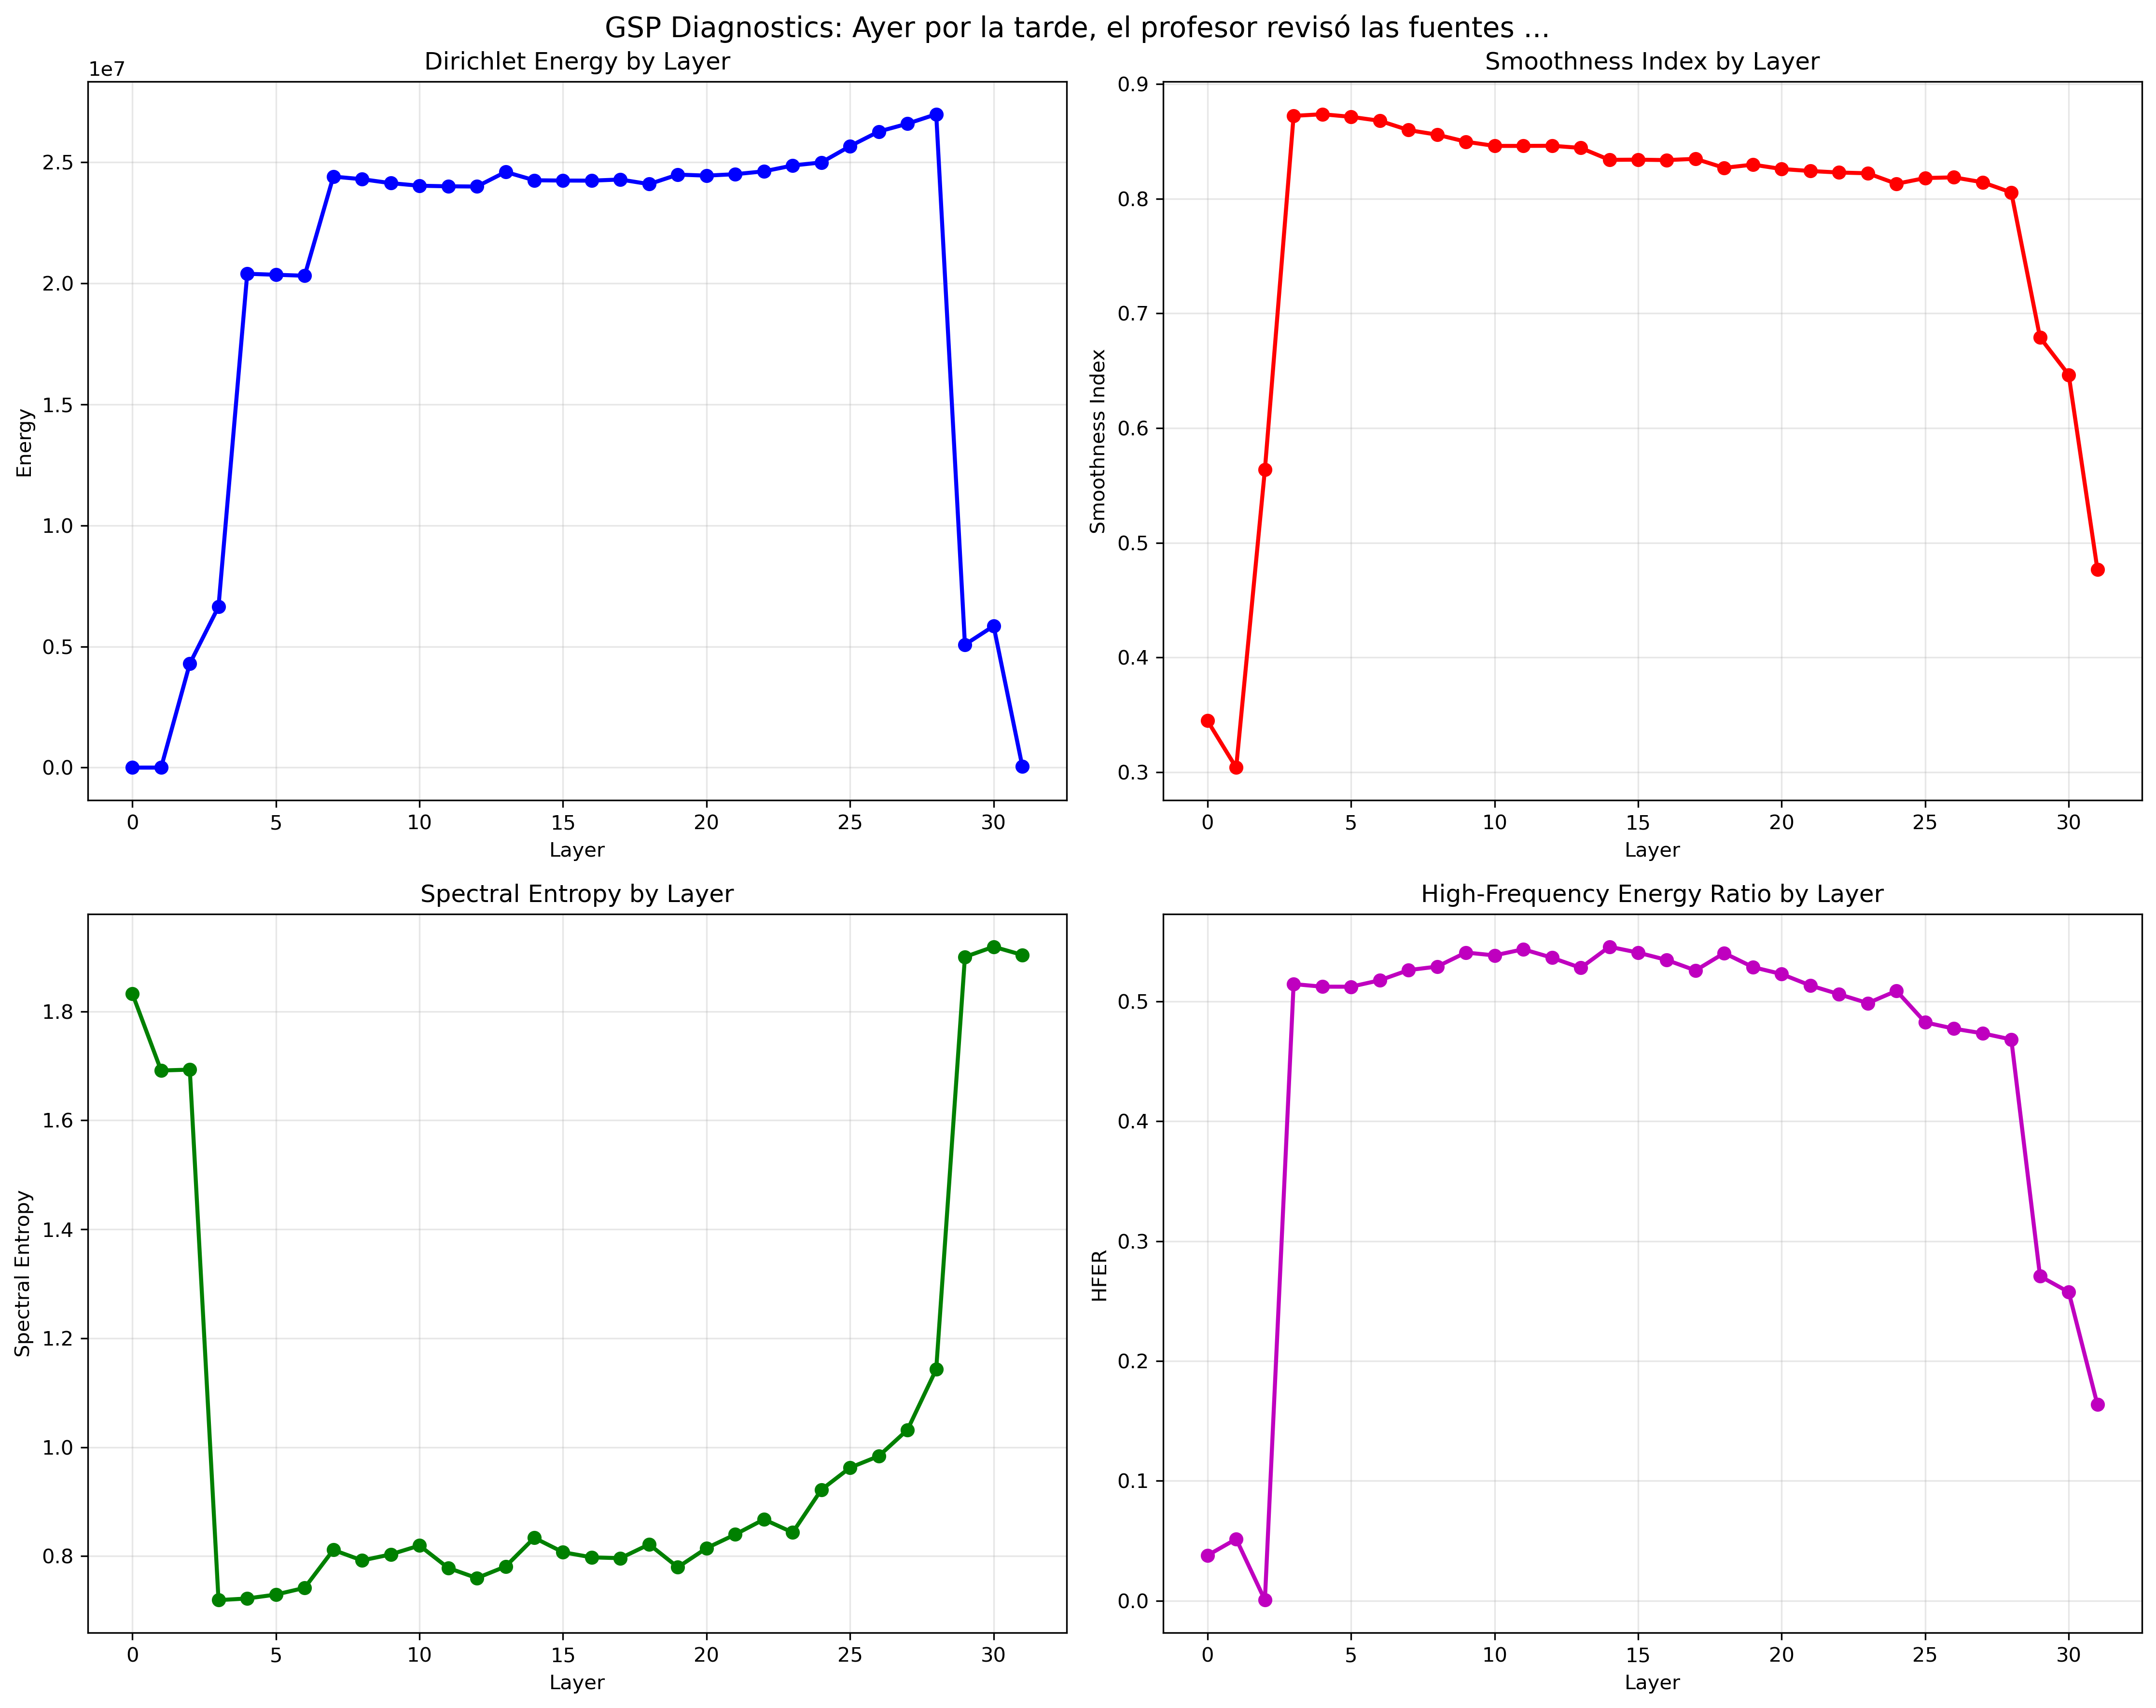 GSP Diagnostics: Ayer por la tarde, el profesor revisó las fuentes ...
Dirichlet Energy by Layer
1e7
2.5
2.0
1.5
1.0
0.5
0.0
Energy
0 5 10 15 20 25 30
Layer
Smoothness Index by Layer
0.9
0.8
0.7
0.6
0.5
0.4
0.3
Smoothness Index
0 5 10 15 20 25 30
Layer
Spectral Entropy by Layer
1.8
1.6
1.4
1.2
1.0
0.8
Spectral Entropy
0 5 10 15 20 25 30
Layer
High-Frequency Energy Ratio by Layer
0.5
0.4
0.3
0.2
0.1
0.0
HFER
0 5 10 15 20 25 30
Layer